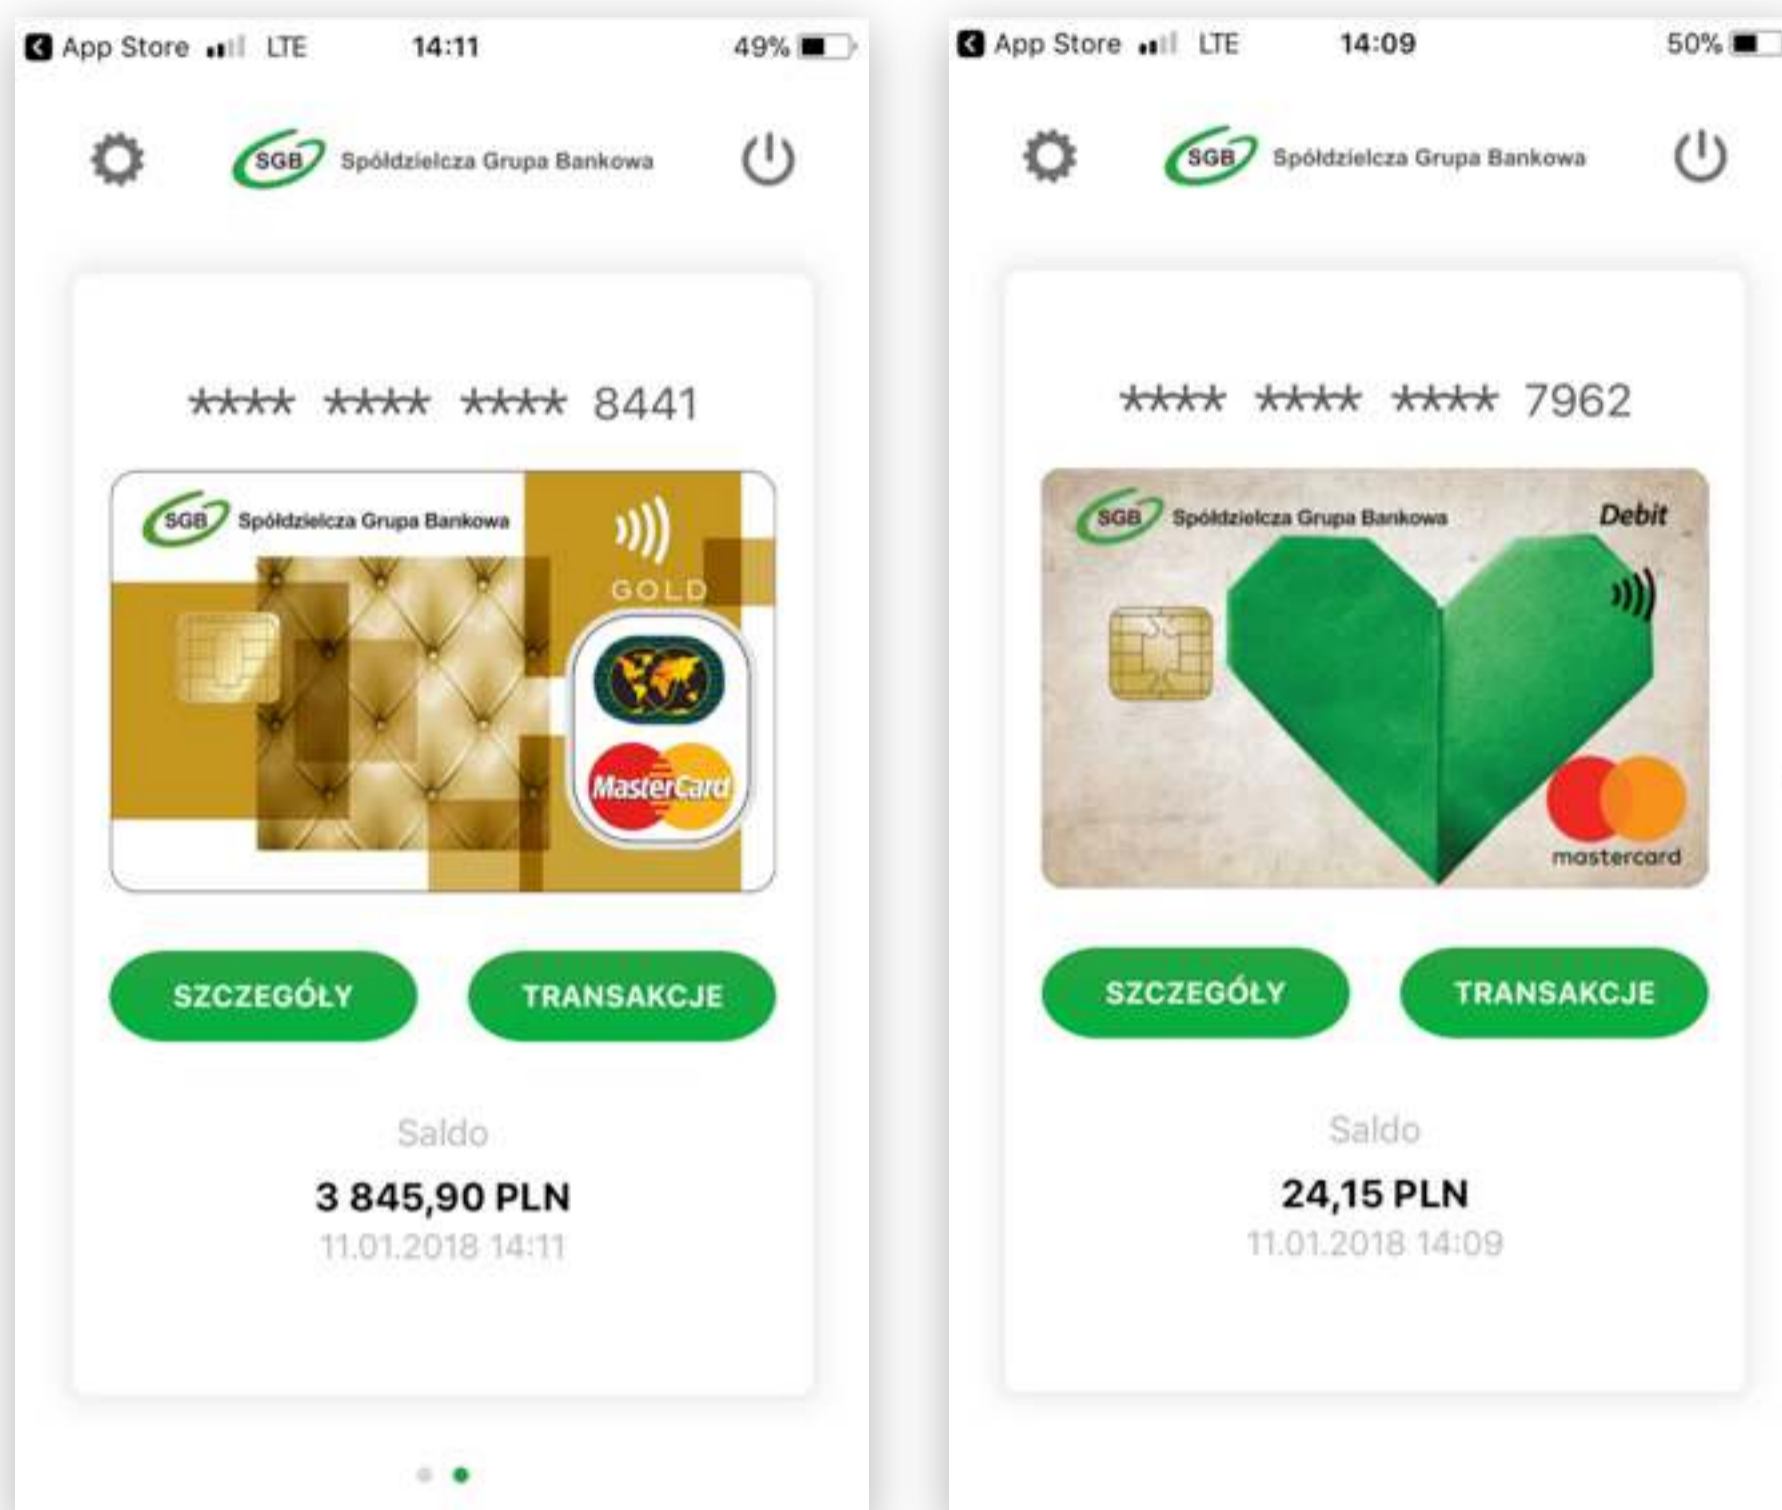 App Store LTE 14:11 49%
SGB Spółdzielcza Grupa Bankowa
**** **** **** 8441
SGB Spółdzielcza Grupa Bankowa
GOLD
MasterCard
SZCZEGÓŁY TRANSAKCJE
Saldo
3 845,90 PLN
11.01.2018 14:11
App Store LTE 14:09 50%
SGB Spółdzielcza Grupa Bankowa
**** **** **** 7962
SGB Spółdzielcza Grupa Bankowa Debit
mastercard
SZCZEGÓŁY TRANSAKCJE
Saldo
24,15 PLN
11.01.2018 14:09